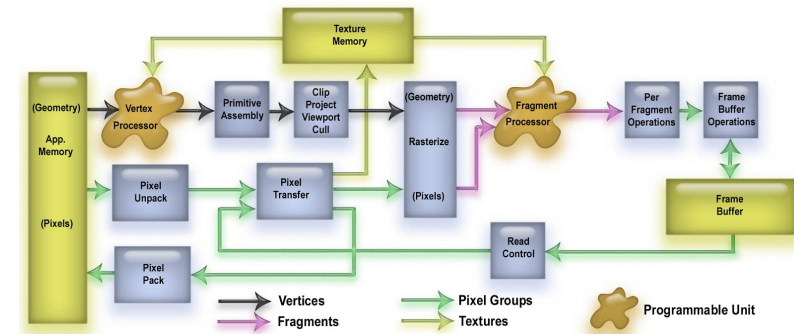 Texture
Memory
(Geometry)
App.
Memory
(Pixels)
Vertex
Processor
Primitive
Assembly
Clip
Project
Viewport
Cull
(Geometry)
Rasterize
(Pixels)
Fragment
Processor
Per
Fragment
Operations
Frame
Buffer
Operations
Pixel
Unpack
Pixel
Transfer
Frame
Buffer
Read
Control
Pixel
Pack
Vertices
Fragments
Pixel Groups
Textures
Programmable Unit